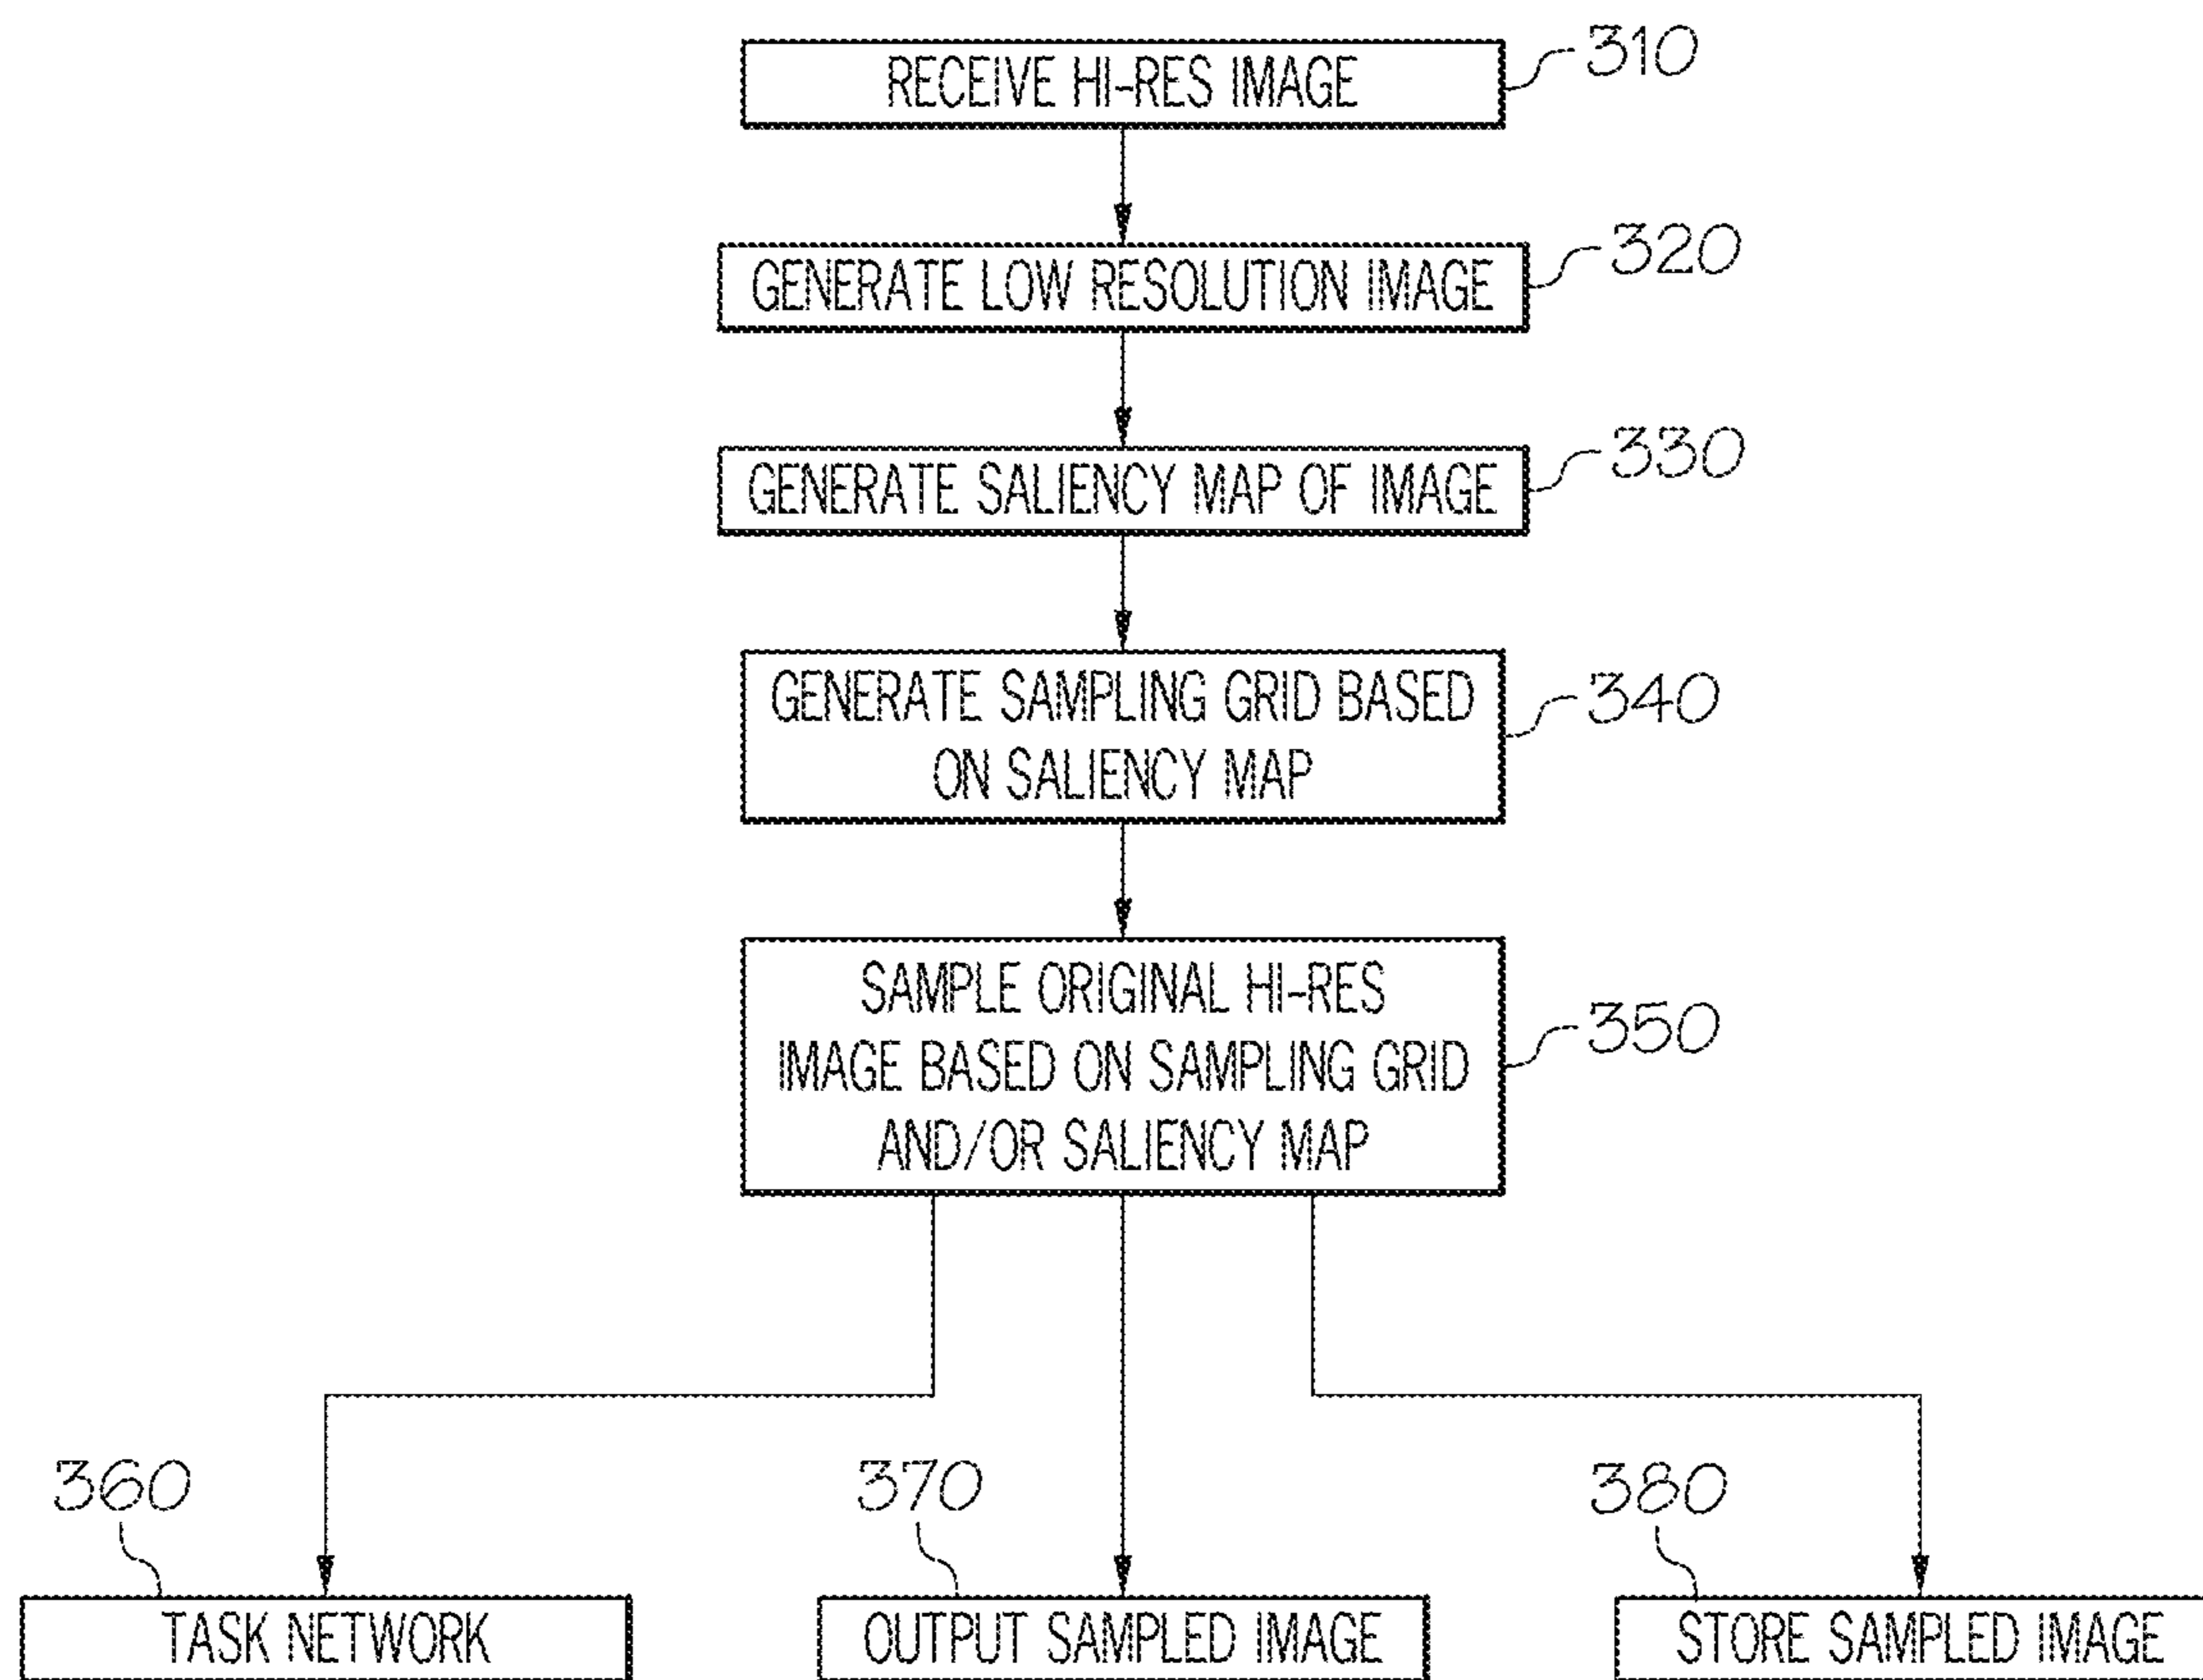 RECEIVE HI-RES IMAGE
310
GENERATE LOW RESOLUTION IMAGE
320
GENERATE SALIENCY MAP OF IMAGE
330
GENERATE SAMPLING GRID BASED
ON SALIENCY MAP
340
SAMPLE ORIGINAL HI-RES
IMAGE BASED ON SAMPLING GRID
AND/OR SALIENCY MAP
350
360
TASK NETWORK
370
OUTPUT SAMPLED IMAGE
380
STORE SAMPLED IMAGE